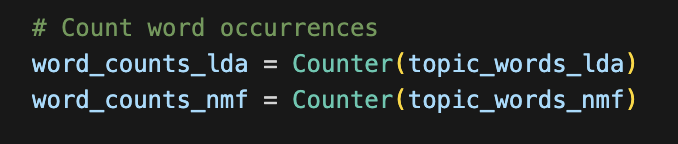 # Count word occurrences
word_counts_lda = Counter(topic_words_lda)
word_counts_nmf = Counter(topic_words_nmf)